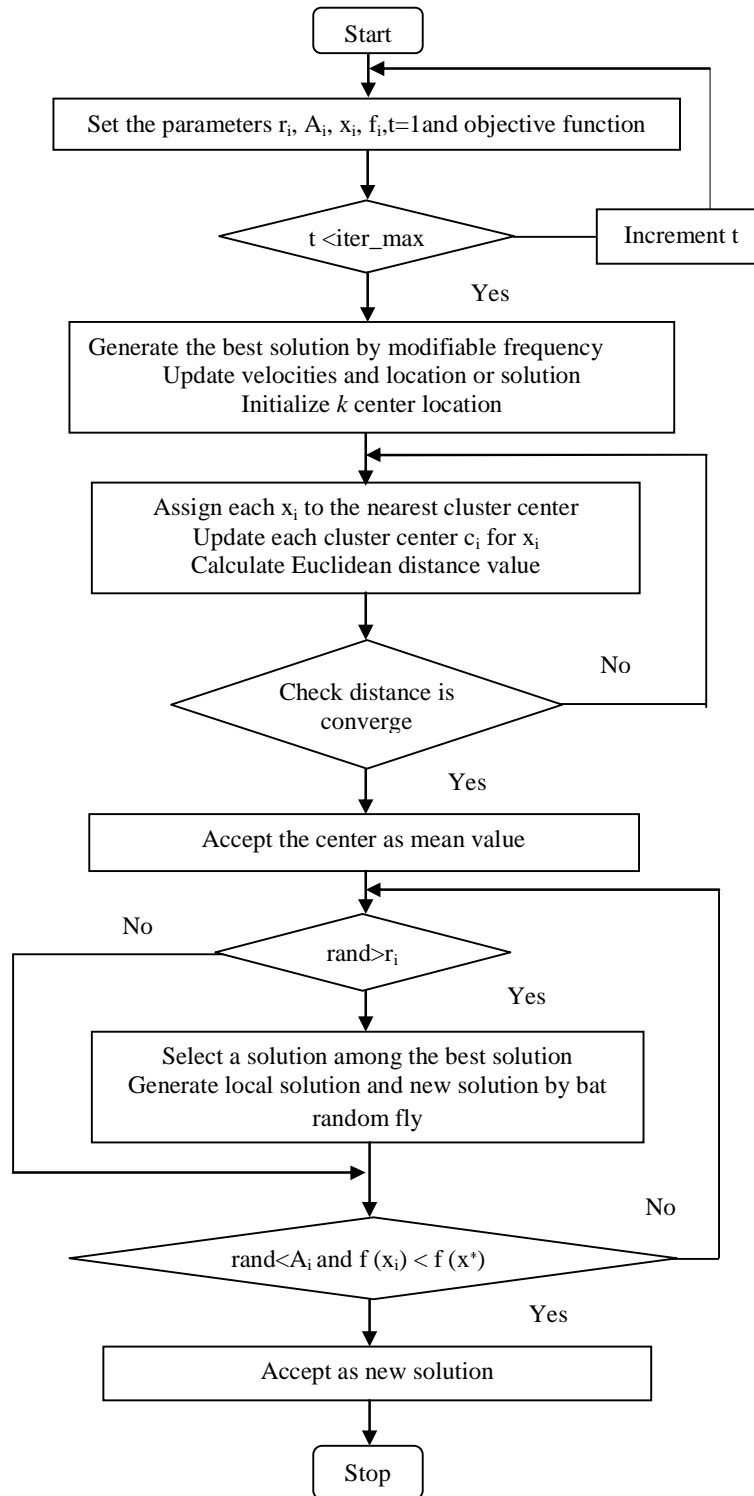 Start
Set the parameters rᵢ, Aᵢ, xᵢ, fᵢ,t=1and objective function
t <iter_max
Increment t
Yes
Generate the best solution by modifiable frequency
Update velocities and location or solution
Initialize k center location
Assign each xᵢ to the nearest cluster center
Update each cluster center cᵢ for xᵢ
Calculate Euclidean distance value
No
Check distance is
converge
Yes
Accept the center as mean value
No
rand>rᵢ
Yes
Select a solution among the best solution
Generate local solution and new solution by bat
random fly
No
rand<Aᵢ and f (xᵢ) < f (x*)
Yes
Accept as new solution
Stop